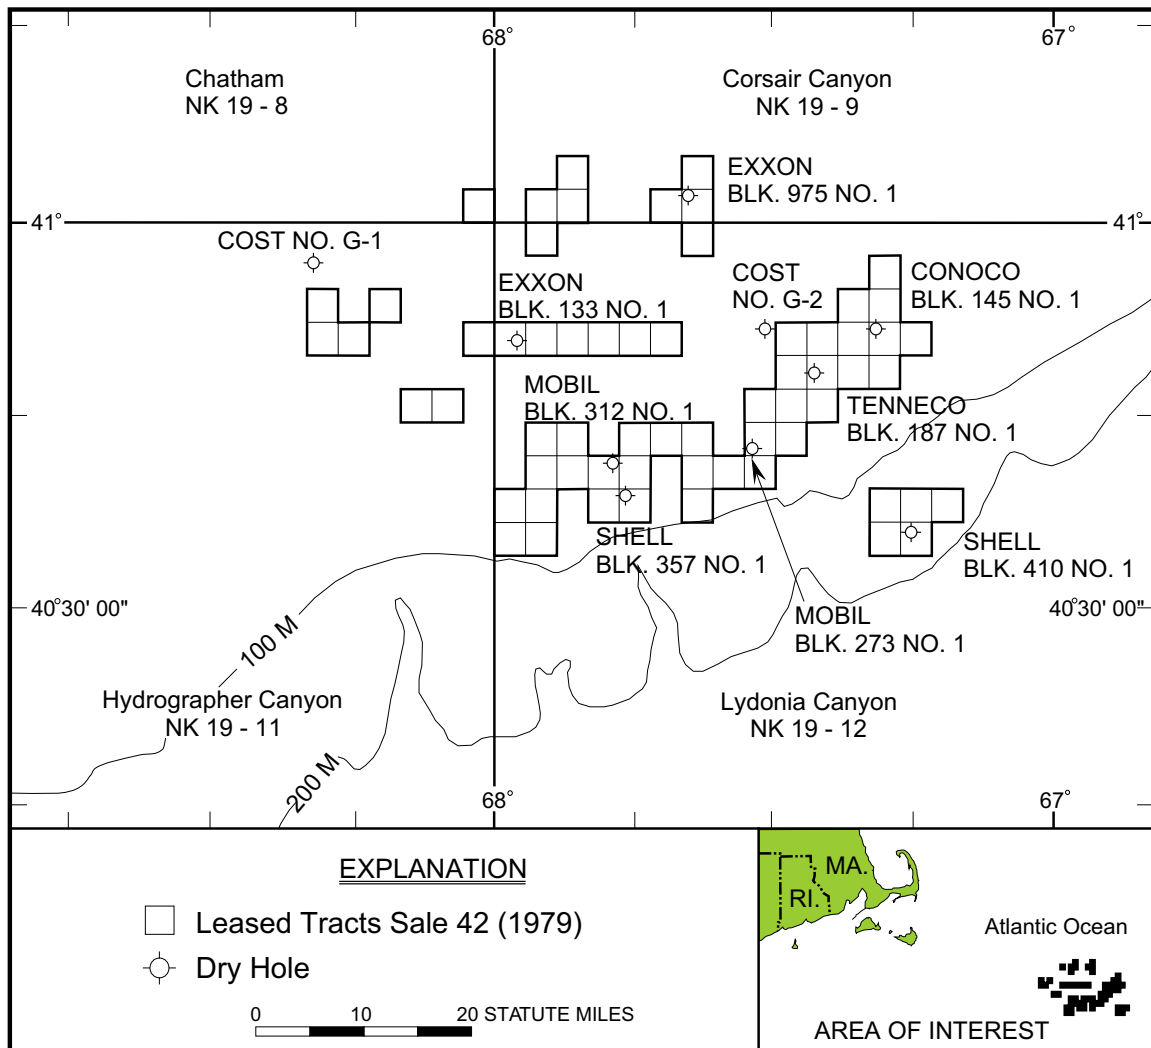 68°
67°
Chatham
NK 19 - 8
Corsair Canyon
NK 19 - 9
EXXON
BLK. 975 NO. 1
41°
41°
COST NO. G-1
EXXON
BLK. 133 NO. 1
COST
NO. G-2
CONOCO
BLK. 145 NO. 1
MOBIL
BLK. 312 NO. 1
TENNECO
BLK. 187 NO. 1
SHELL
BLK. 357 NO. 1
SHELL
BLK. 410 NO. 1
40°30' 00"
40°30' 00"
MOBIL
BLK. 273 NO. 1
100 M
Hydrographer Canyon
NK 19 - 11
Lydonia Canyon
NK 19 - 12
200 M
68°
67°
EXPLANATION
Leased Tracts Sale 42 (1979)
Dry Hole
0 10 20 STATUTE MILES
MA.
RI.
Atlantic Ocean
AREA OF INTEREST